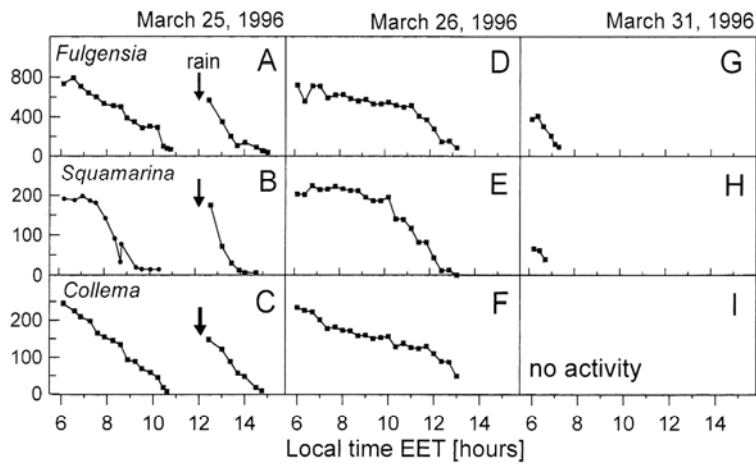 March 25, 1996 March 26, 1996 March 31, 1996
Fulgensia A D G
rain
800
400
0
Squamarina B E H
200
100
0
Collema C F I
200
100
0
no activity
6 8 10 12 14 6 8 10 12 14 6 8 10 12 14
Local time EET [hours]